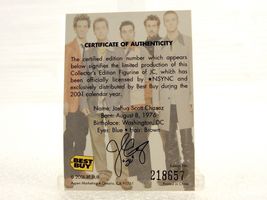 CERTIFICATE OF AUTHENTICITY
The certified edition number which appears
below signifies the limited production of this
Collector's Edition Figurine of JC, which has
been officially licensed by *NSYNC and
exclusively distributed by Best Buy during the
2001 calendar year.
Name: Joshua Scott Chasez
Born: August 8, 1976
Birthplace: Washington, DC
Eyes: Blue • Hair: Brown
BEST
BUY
218657
Printed in China